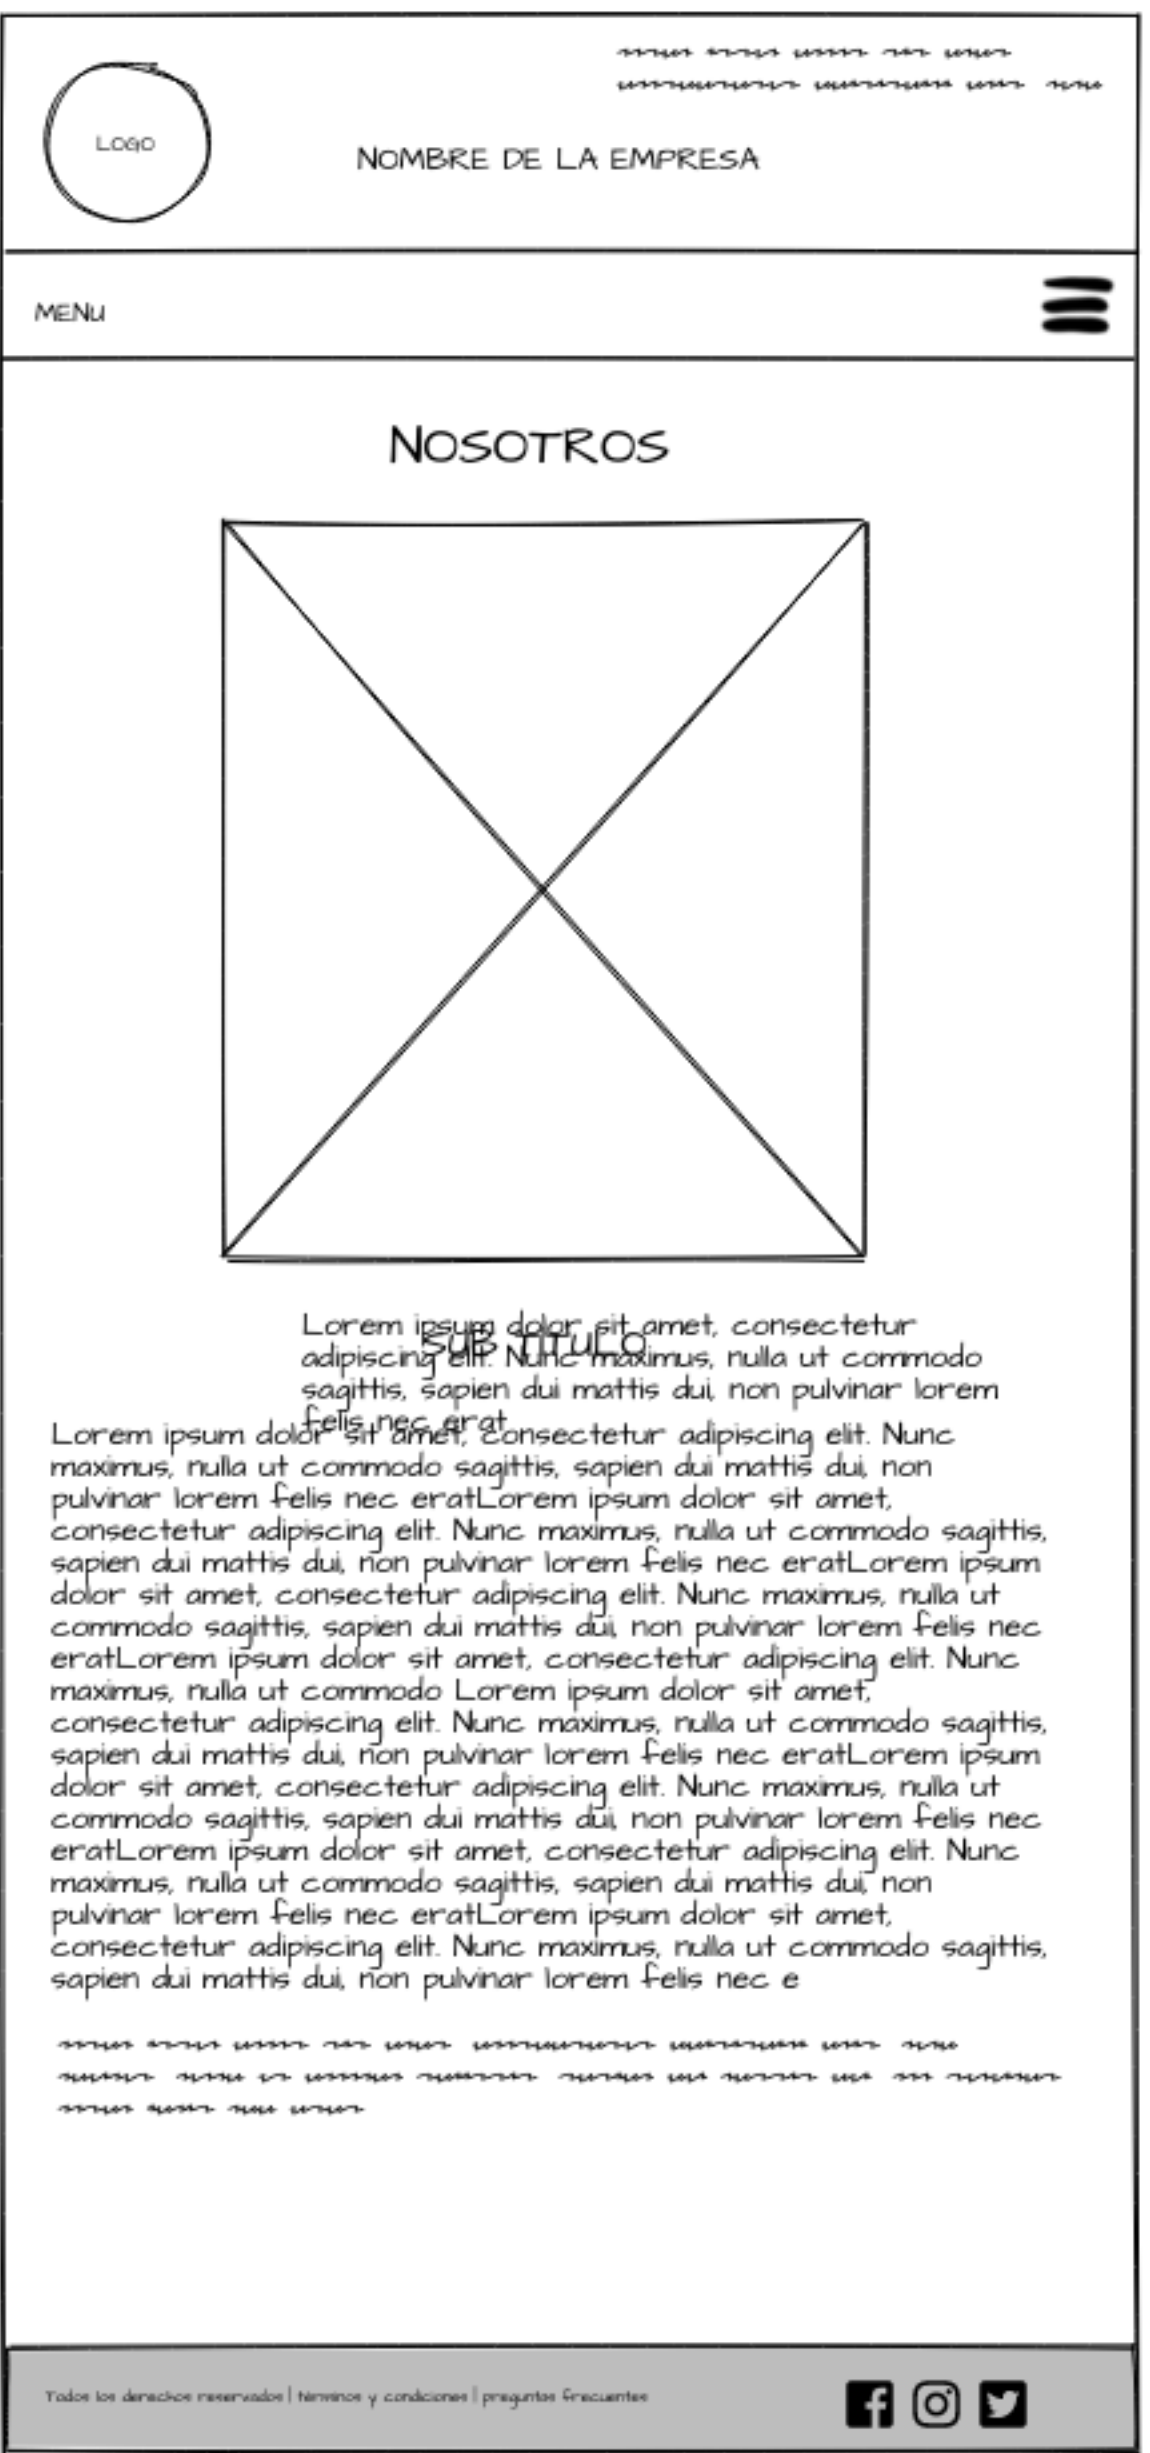 LOGO
NOMBRE DE LA EMPRESA
MENU
NOSOTROS
Lorem ipsum dolor sit amet, consectetur
SUB TITULO
adipiscing elit. Nunc maximus, nulla ut commodo
sagittis, sapien dui mattis dui, non pulvinar lorem
felis nec erat
Lorem ipsum dolor sit amet, consectetur adipiscing elit. Nunc
maximus, nulla ut commodo sagittis, sapien dui mattis dui, non
pulvinar lorem felis nec eratLorem ipsum dolor sit amet,
consectetur adipiscing elit. Nunc maximus, nulla ut commodo sagittis,
sapien dui mattis dui, non pulvinar lorem felis nec eratLorem ipsum
dolor sit amet, consectetur adipiscing elit. Nunc maximus, nulla ut
commodo sagittis, sapien dui mattis dui, non pulvinar lorem felis nec
eratLorem ipsum dolor sit amet, consectetur adipiscing elit. Nunc
maximus, nulla ut commodo Lorem ipsum dolor sit amet,
consectetur adipiscing elit. Nunc maximus, nulla ut commodo sagittis,
sapien dui mattis dui, non pulvinar lorem felis nec eratLorem ipsum
dolor sit amet, consectetur adipiscing elit. Nunc maximus, nulla ut
commodo sagittis, sapien dui mattis dui, non pulvinar lorem felis nec
eratLorem ipsum dolor sit amet, consectetur adipiscing elit. Nunc
maximus, nulla ut commodo sagittis, sapien dui mattis dui, non
pulvinar lorem felis nec eratLorem ipsum dolor sit amet,
consectetur adipiscing elit. Nunc maximus, nulla ut commodo sagittis,
sapien dui mattis dui, non pulvinar lorem felis nec e
Todos los derechos reservados | términos y condiciones | preguntas frecuentes